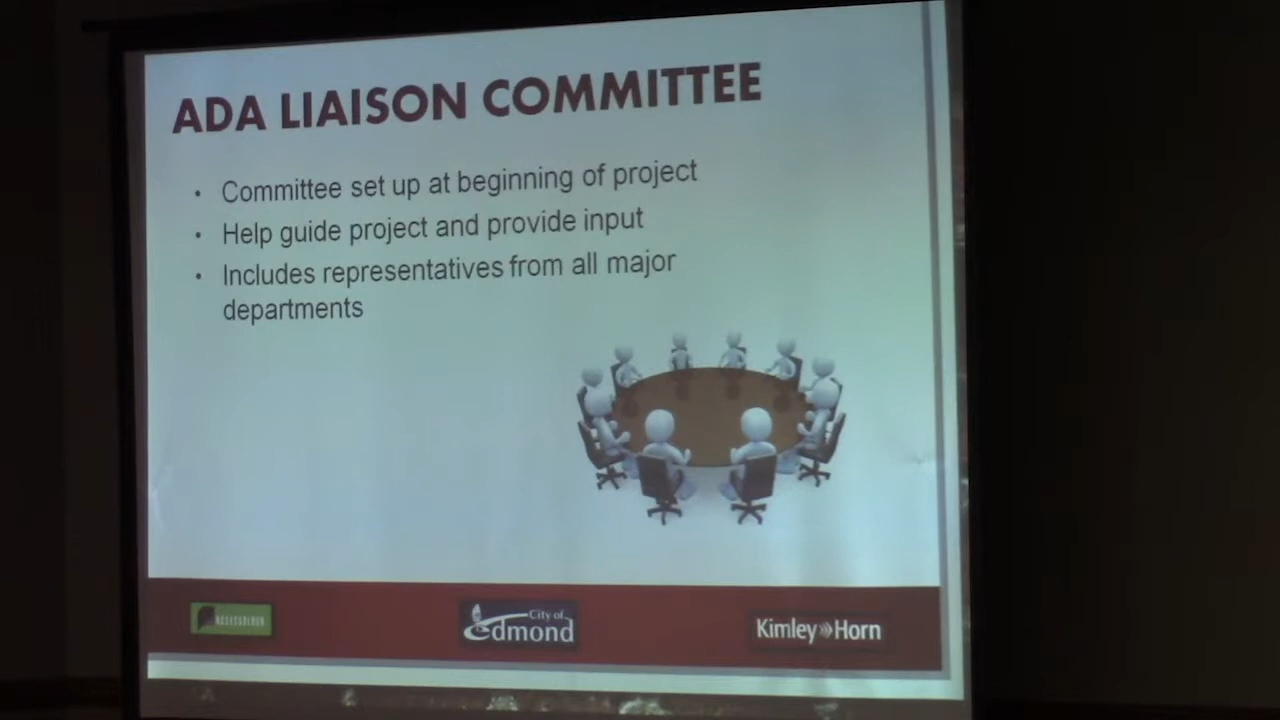 ADA LIAISON COMMITTEE
• Committee set up at beginning of project
• Help guide project and provide input
• Includes representatives from all major
departments
City of
Edmond
Kimley»Horn